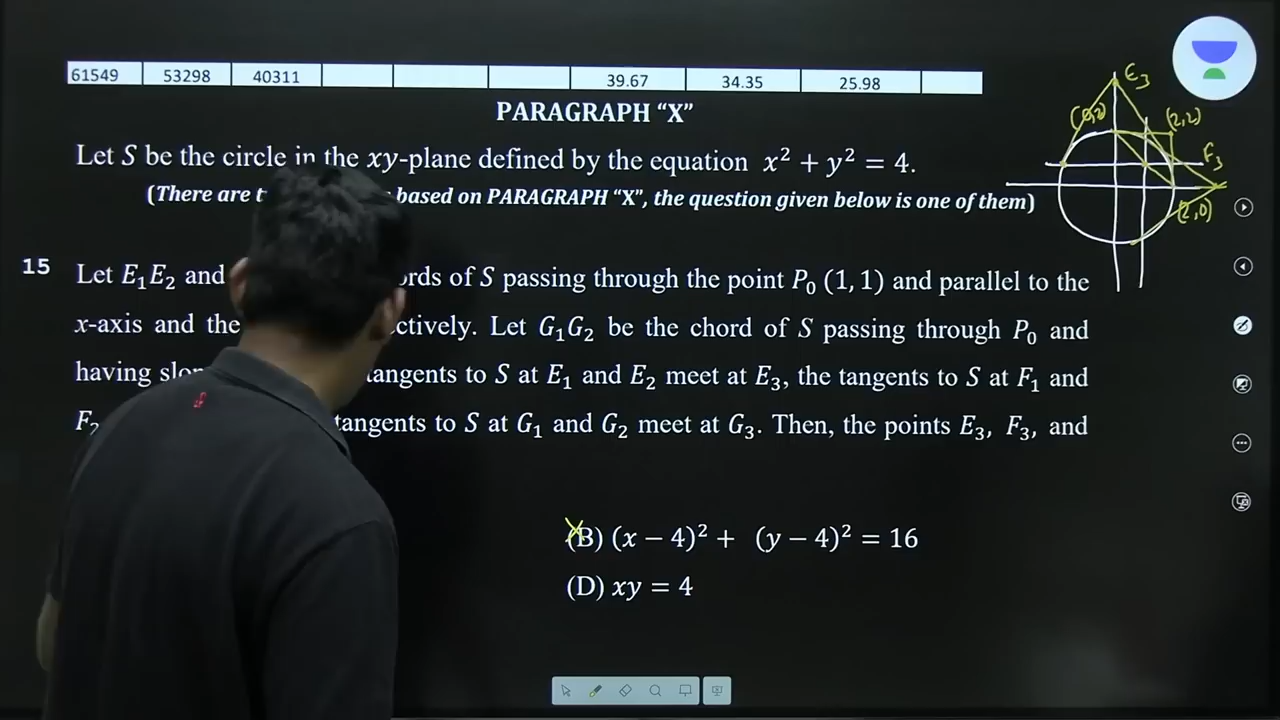 61549 53298 40311 39.67 34.35 25.98
PARAGRAPH “X”
Let S be the circle in the xy-plane defined by the equation x² + y² = 4.
(There are based on PARAGRAPH “X”, the question given below is one of them)
15 Let E₁E₂ and of S passing through the point P₀ (1, 1) and parallel to the
x-axis and the Let G₁G₂ be the chord of S passing through P₀ and
having tangents to S at E₁ and E₂ meet at E₃, the tangents to S at F₁ and
F₂ tangents to S at G₁ and G₂ meet at G₃. Then, the points E₃, F₃, and
(B) (x − 4)² + (y − 4)² = 16
(D) xy = 4
E₃
(2,2)
F₃
(2,0)